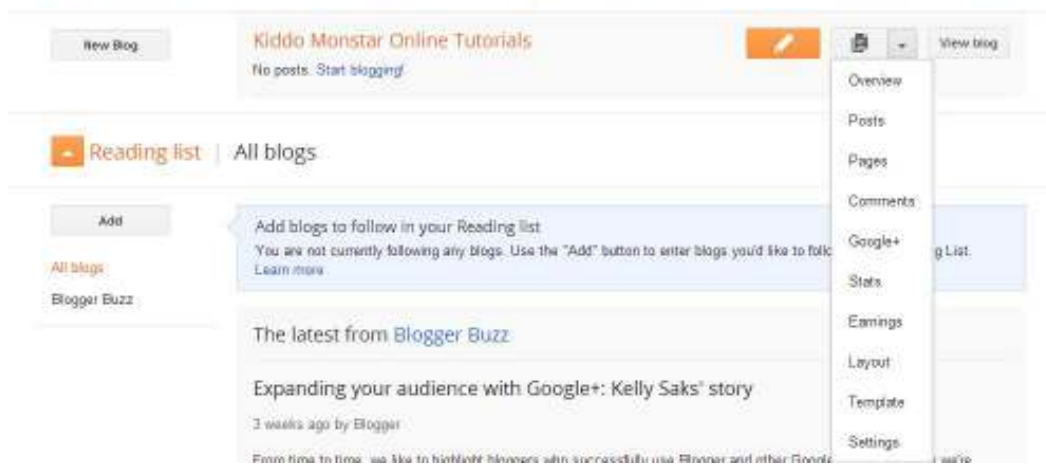 New Blog
Kiddo Monstar Online Tutorials
View blog
No posts. Start blogging!
Overview
Posts
Pages
Comments
Google+
Stats
Earnings
Layout
Template
Settings
Reading list | All blogs
Add
All blogs
Blogger Buzz
Add blogs to follow in your Reading list
You are not currently following any blogs. Use the "Add" button to enter blogs you'd like to g List.
Learn more
The latest from Blogger Buzz
Expanding your audience with Google+: Kelly Saks' story
3 weeks ago by Blogger
From time to time, we like to highlight bloggers who successfully use Blogger and other Google we're